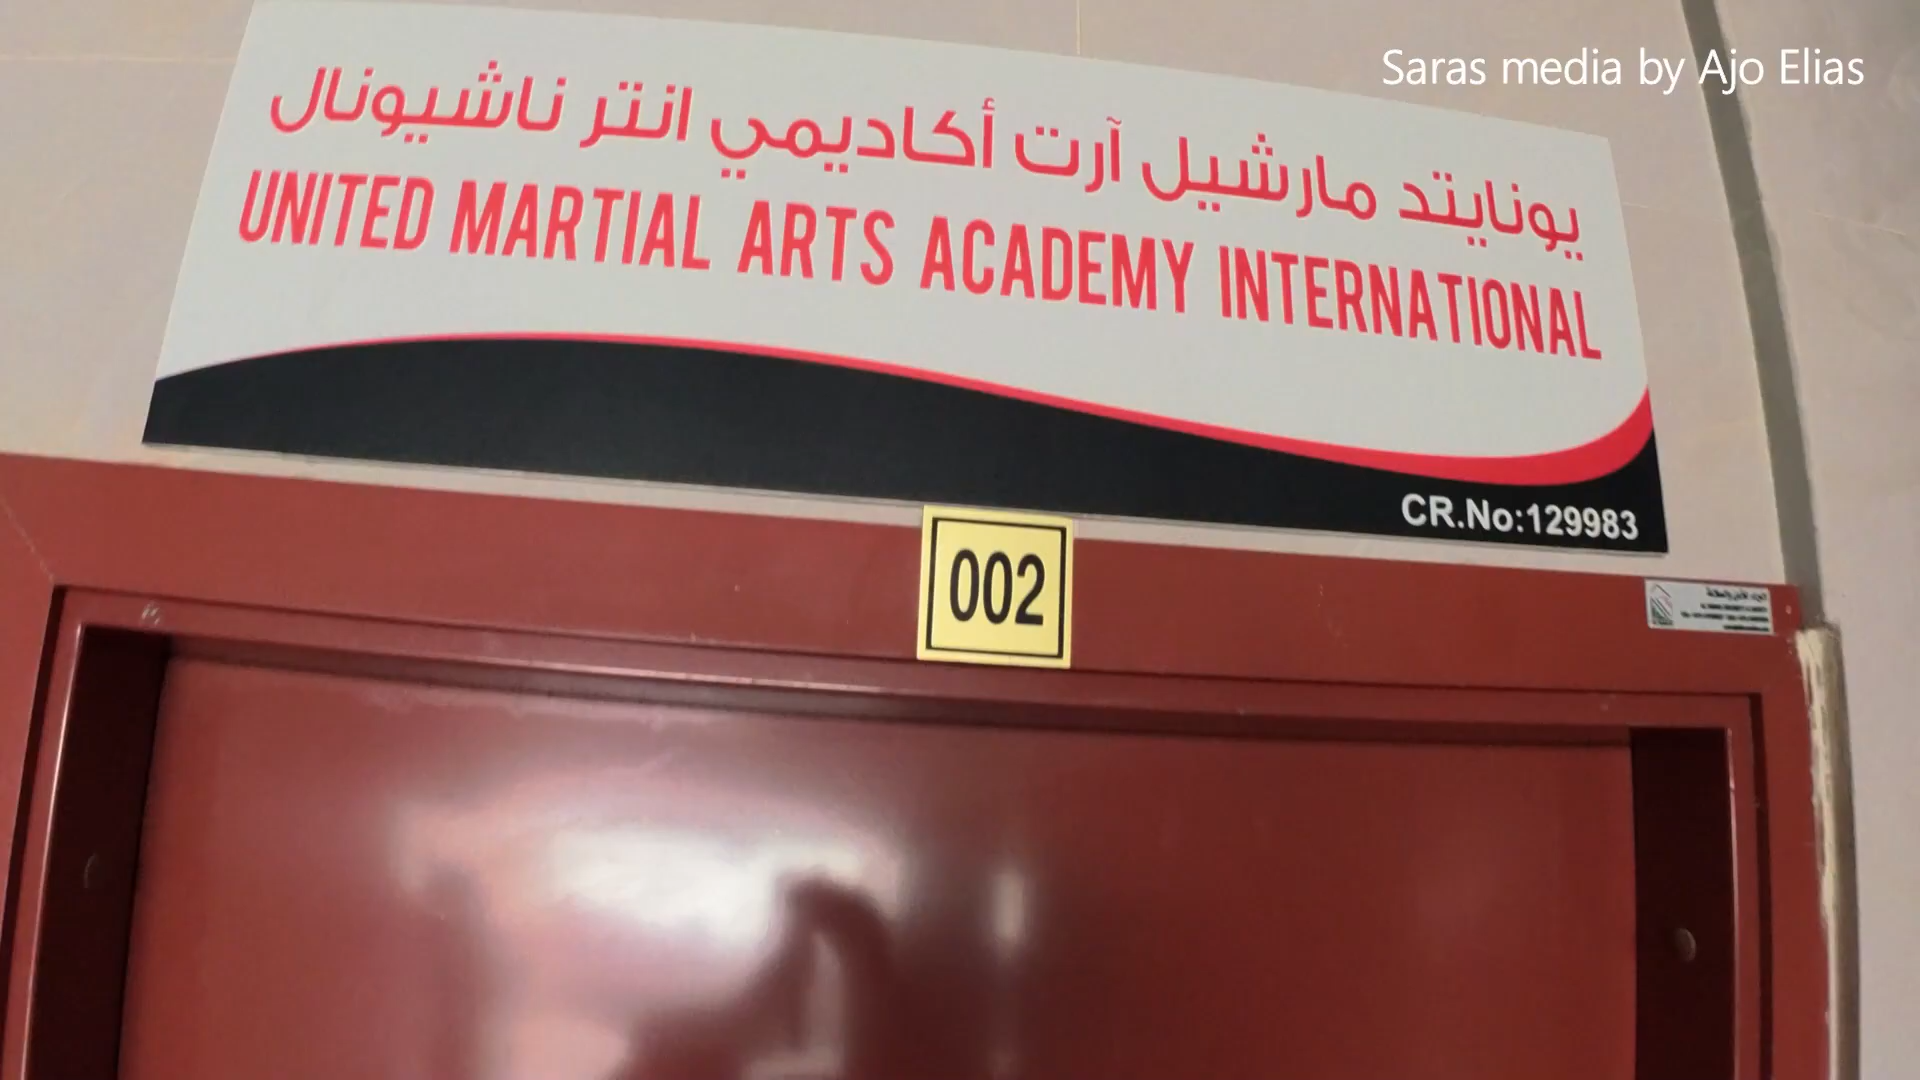 Saras media by Ajo Elias
يونايتد مارشيل آرت أكاديمي انتر ناشيونال
UNITED MARTIAL ARTS ACADEMY INTERNATIONAL
CR.No:129983
002